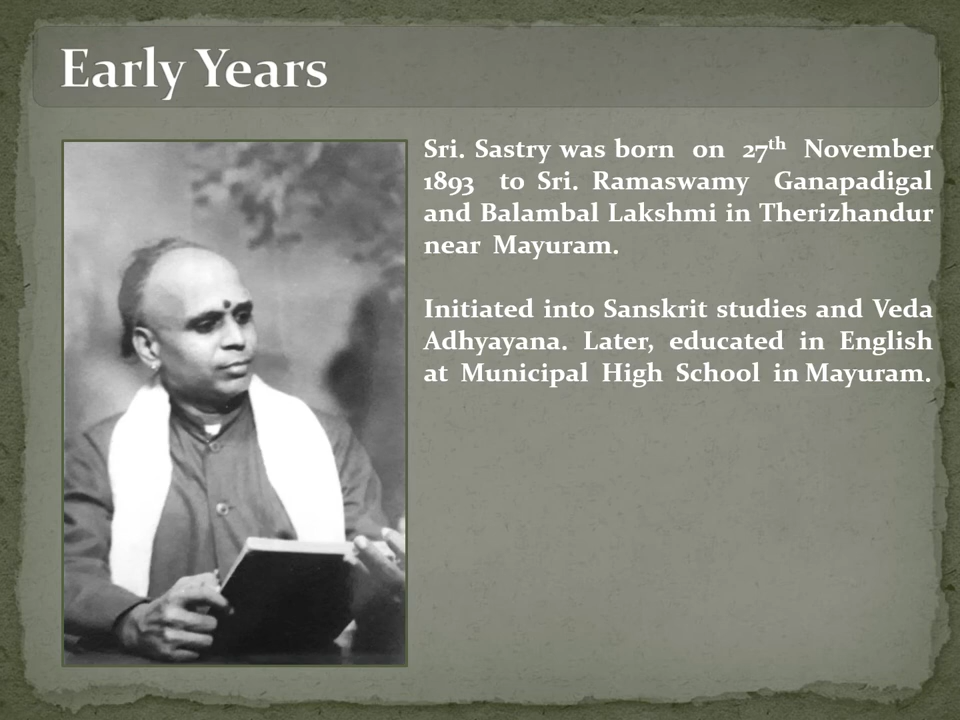 Early Years
Sri. Sastry was born on 27th November
1893 to Sri. Ramaswamy Ganapadigal
and Balambal Lakshmi in Therizhandur
near Mayuram.
Initiated into Sanskrit studies and Veda
Adhyayana. Later, educated in English
at Municipal High School in Mayuram.